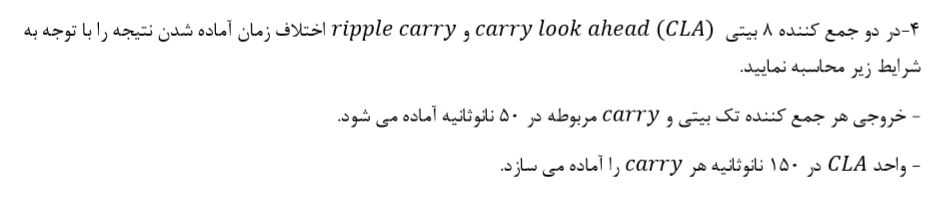 ۴-در دو جمع کننده ۸ بیتی carry look ahead (CLA) و ripple carry اختلاف زمان آماده شدن نتیجه را با توجه به
شرایط زیر محاسبه نمایید.
- خروجی هر جمع کننده تک بیتی و carry مربوطه در ۵۰ نانوثانیه آماده می شود.
- واحد CLA در ۱۵۰ نانوثانیه هر carry را آماده می سازد.